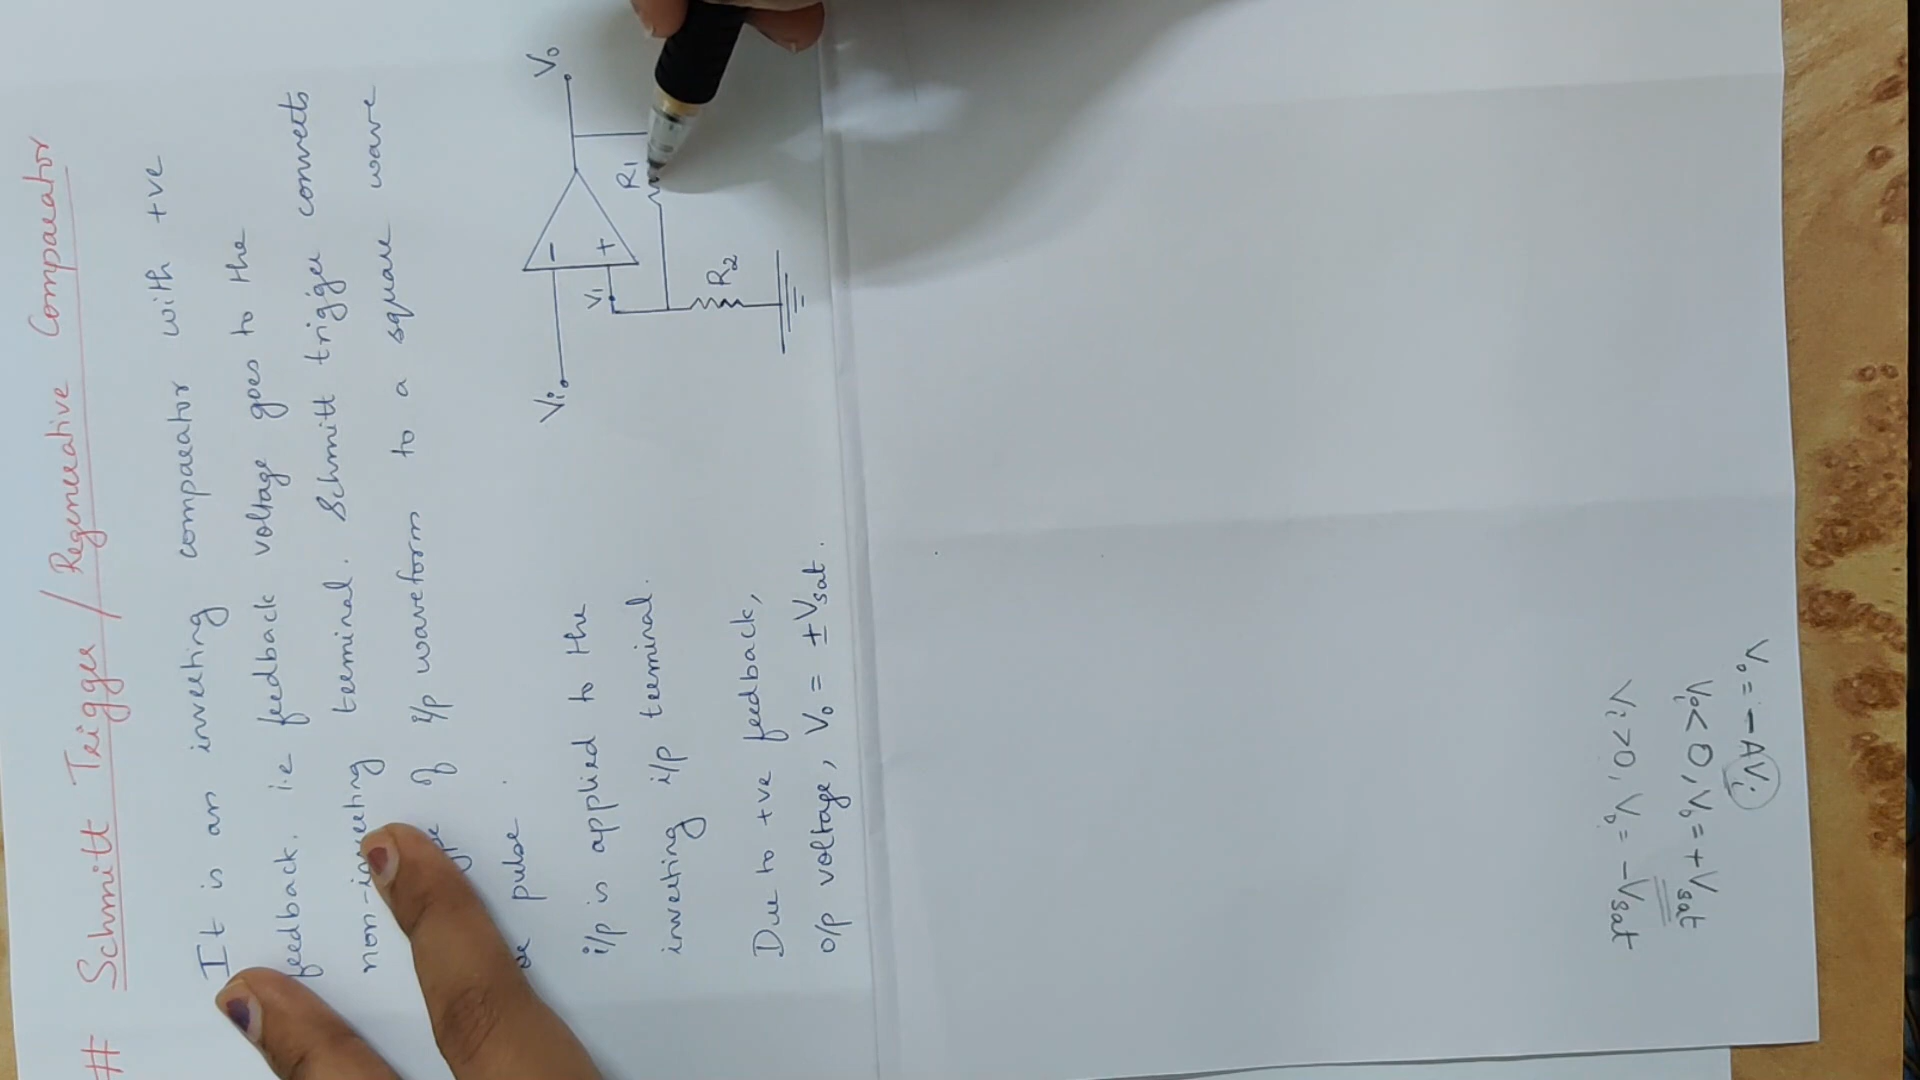 # Schmitt Trigger / Regenerative Comparator
It is an inverting comparator with +ve
feedback. i.e feedback voltage goes to the
non-inverting terminal. Schmitt trigger converts
of i/p waveform to a square wave
or pulse.
i/p is applied to the
inverting i/p terminal.
Due to +ve feedback,
o/p voltage, V₀ = ±Vsat.
Vi
V₀
-
+
V₁
R₁
R₂
Vi>0, V₀ = -Vsat
Vi<0, V₀ = +Vsat
V₀ = -AVi